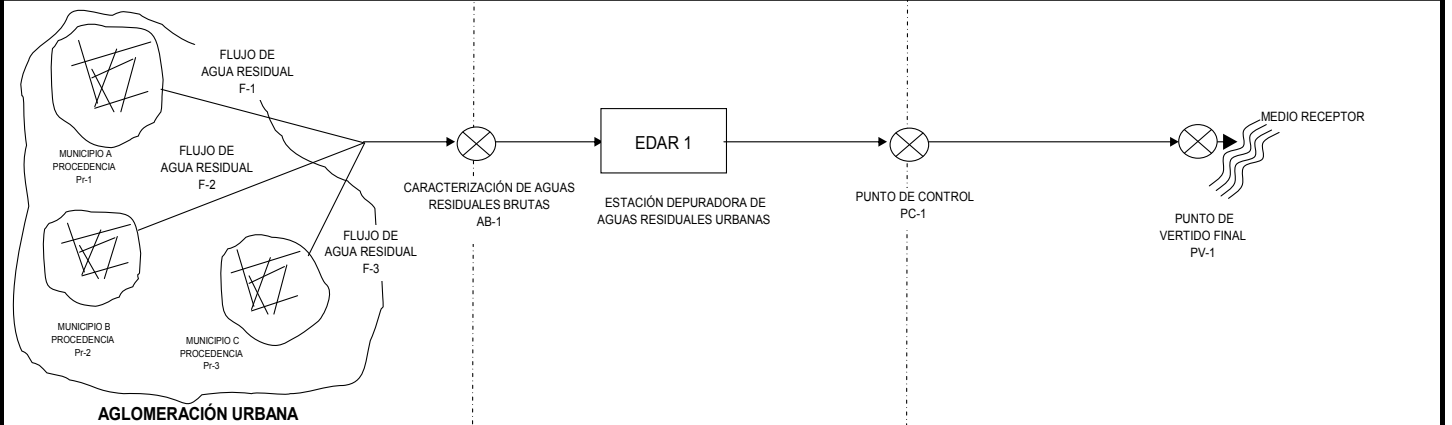 FLUJO DE
AGUA RESIDUAL
F-1
MUNICIPIO A
PROCEDENCIA
Pr-1
FLUJO DE
AGUA RESIDUAL
F-2
MUNICIPIO B
PROCEDENCIA
Pr-2
MUNICIPIO C
PROCEDENCIA
Pr-3
FLUJO DE
AGUA RESIDUAL
F-3
AGLOMERACIÓN URBANA
CARACTERIZACIÓN DE AGUAS
RESIDUALES BRUTAS
AB-1
EDAR 1
ESTACIÓN DEPURADORA DE
AGUAS RESIDUALES URBANAS
PUNTO DE CONTROL
PC-1
MEDIO RECEPTOR
PUNTO DE
VERTIDO FINAL
PV-1